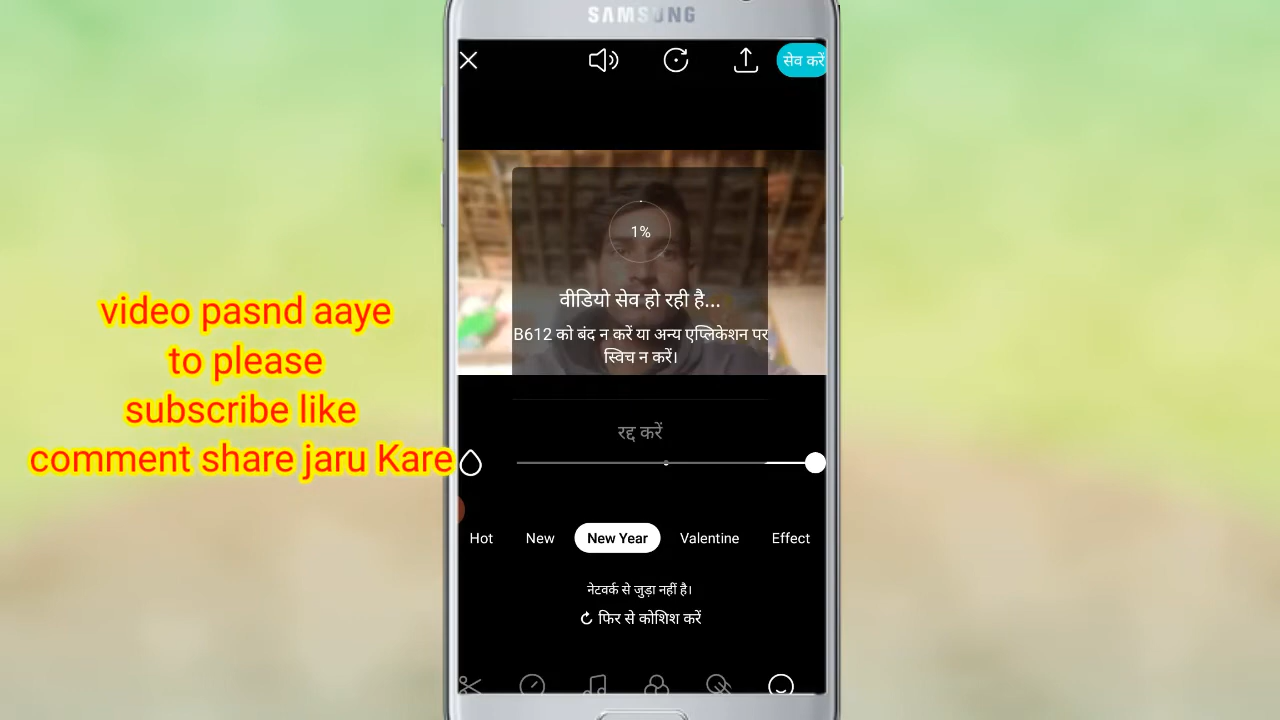 SAMSUNG
सेव करें
1%
वीडियो सेव हो रही है...
B612 को बंद न करें या अन्य एप्लिकेशन पर
स्विच न करें।
video pasnd aaye
to please
subscribe like
comment share jaru Kare
रद्द करें
Hot New New Year Valentine Effect
नेटवर्क से जुड़ा नहीं है।
फिर से कोशिश करें